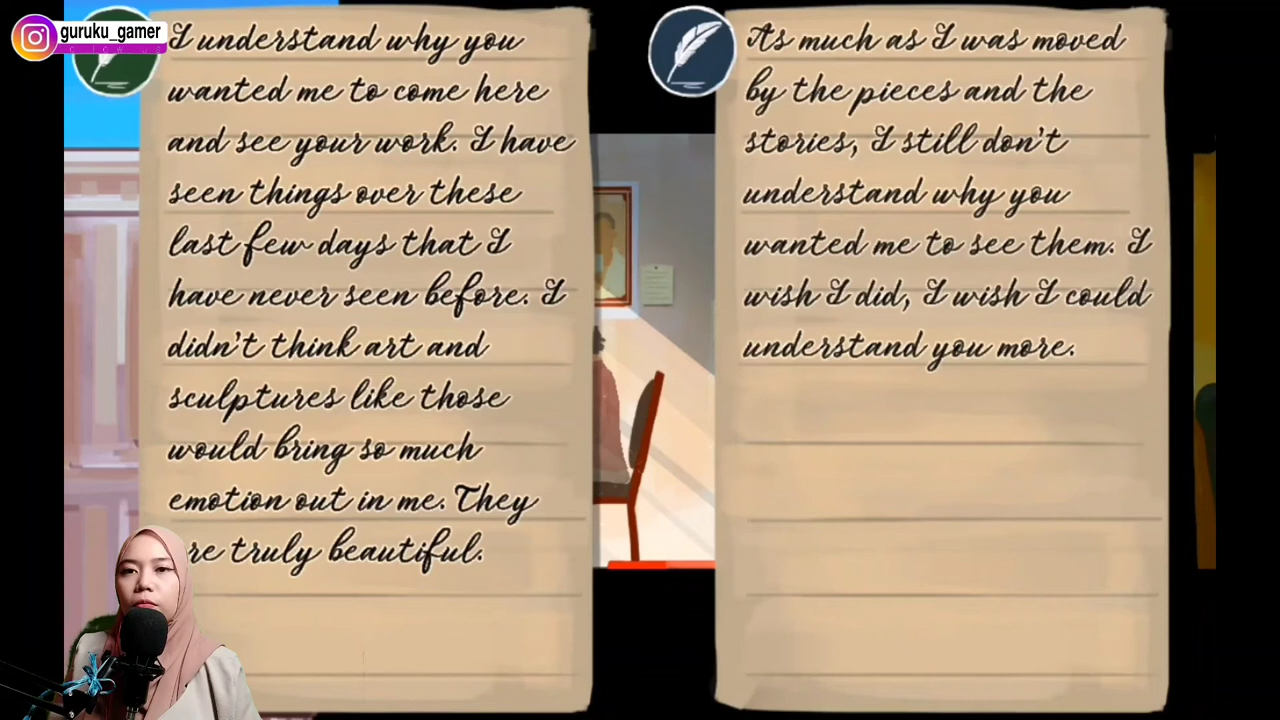 guruku_gamer
I understand why you
wanted me to come here
and see your work. I have
seen things over these
last few days that I
have never seen before. I
didn't think art and
sculptures like those
would bring so much
emotion out in me. They
are truly beautiful.
As much as I was moved
by the pieces and the
stories, I still don't
understand why you
wanted me to see them. I
wish I did, I wish I could
understand you more.